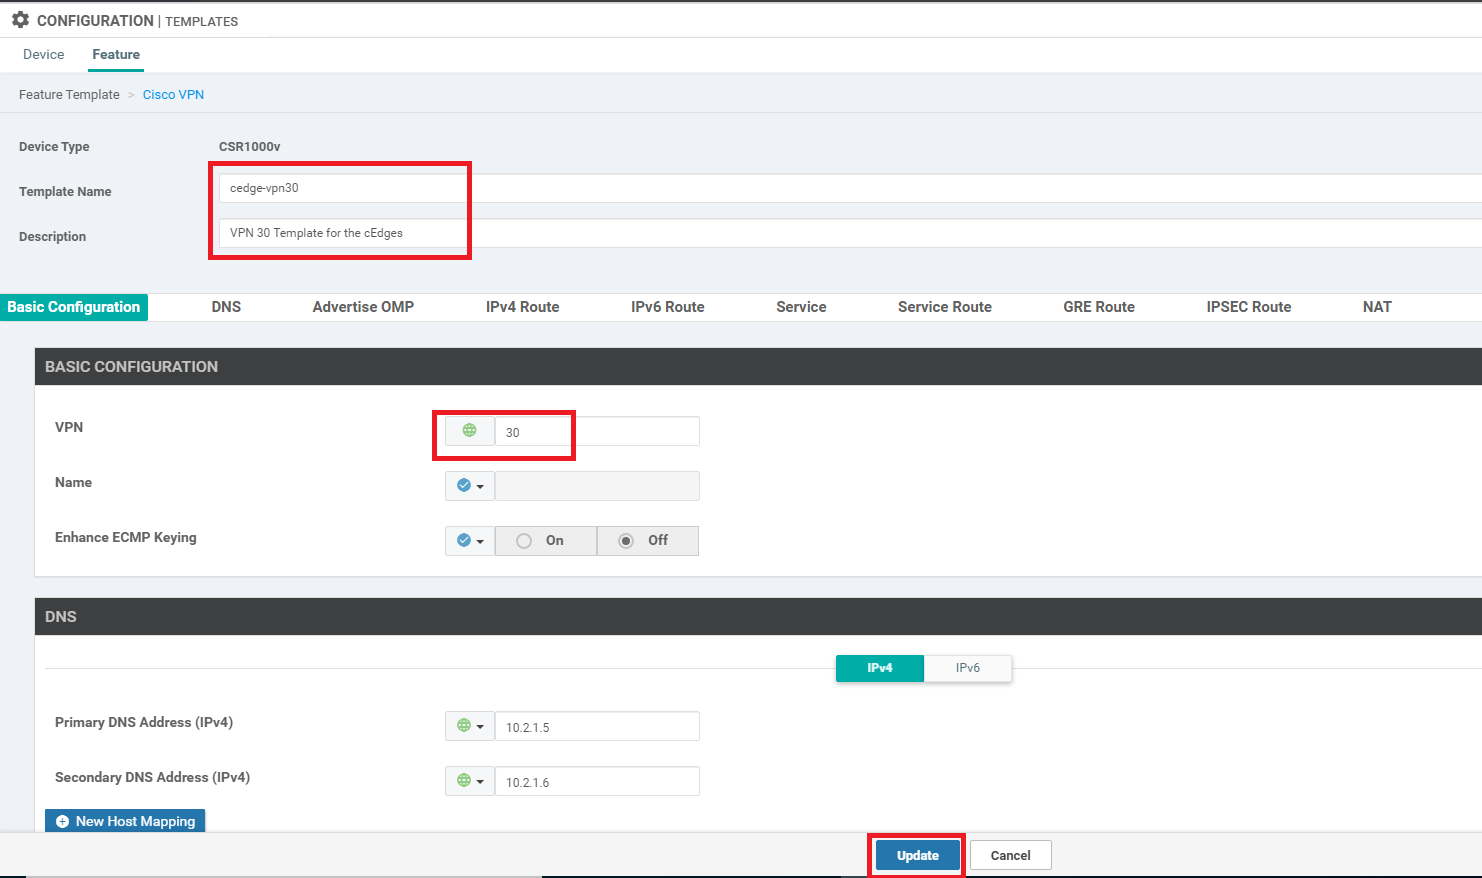 CONFIGURATION | TEMPLATES
Device Feature
Feature Template > Cisco VPN
Device Type CSR1000v
Template Name cedge-vpn30
Description VPN 30 Template for the cEdges
Basic Configuration DNS Advertise OMP IPv4 Route IPv6 Route Service Service Route GRE Route IPSEC Route NAT
BASIC CONFIGURATION
VPN 30
Name
Enhance ECMP Keying On Off
DNS
IPv4 IPv6
Primary DNS Address (IPv4) 10.2.1.5
Secondary DNS Address (IPv4) 10.2.1.6
New Host Mapping
Update Cancel